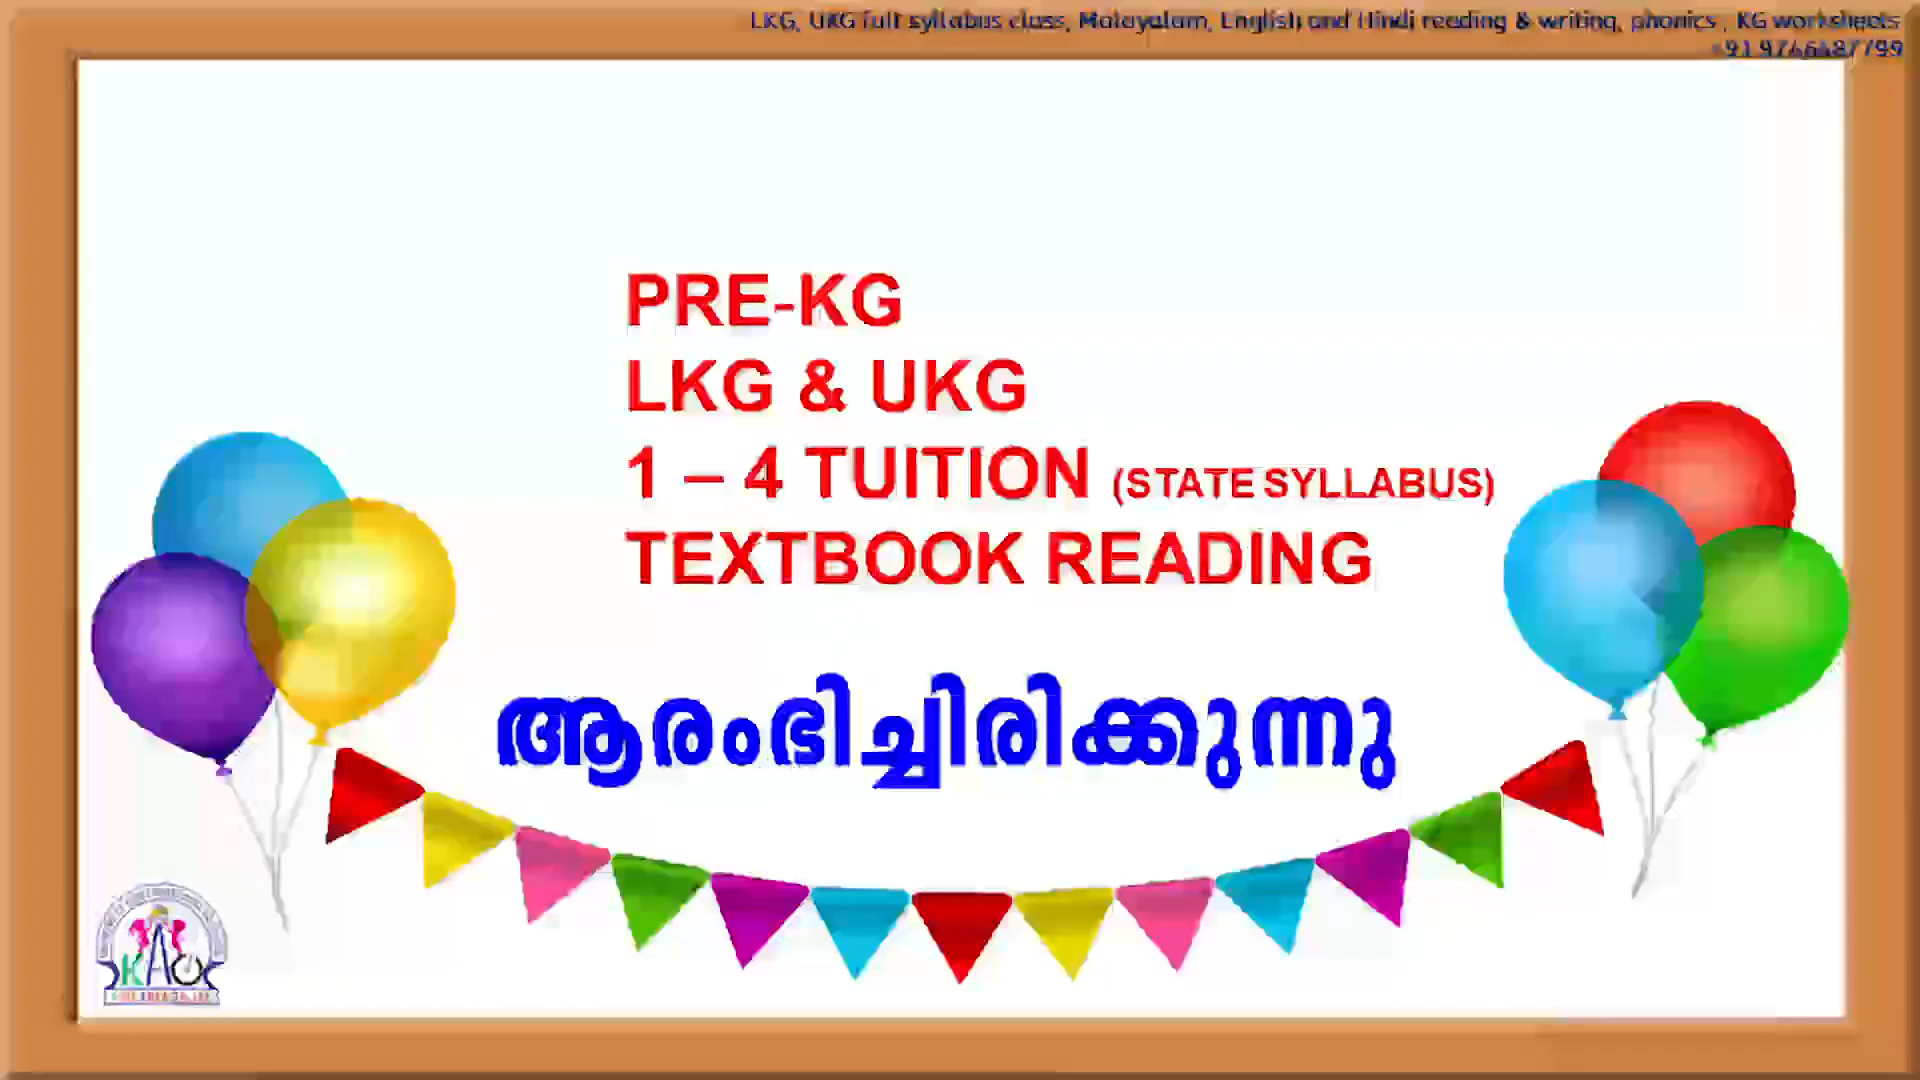 LKG, UKG full syllabus class, Malayalam, English and Hindi reading & writing, phonics , KG worksheets
PRE-KG
LKG & UKG
1 – 4 TUITION (STATE SYLLABUS)
TEXTBOOK READING
ആരംഭിച്ചിരിക്കുന്നു
KAG